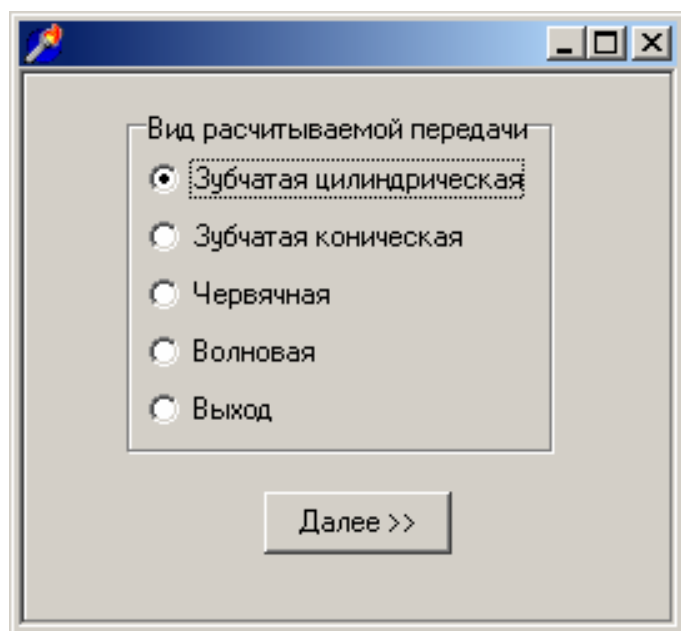 Вид расчитываемой передачи
Зубчатая цилиндрическая
Зубчатая коническая
Червячная
Волновая
Выход
Далее >>